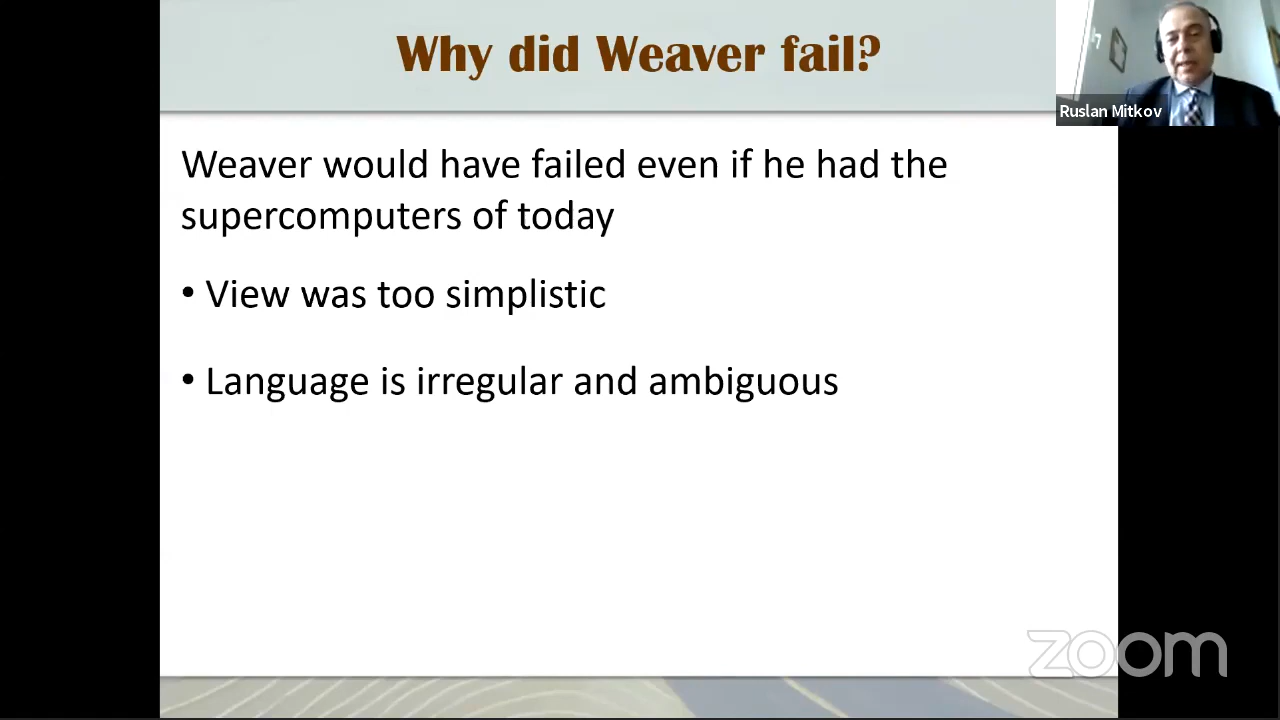 Why did Weaver fail?
Ruslan Mitkov
Weaver would have failed even if he had the
supercomputers of today
• View was too simplistic
• Language is irregular and ambiguous
zoom